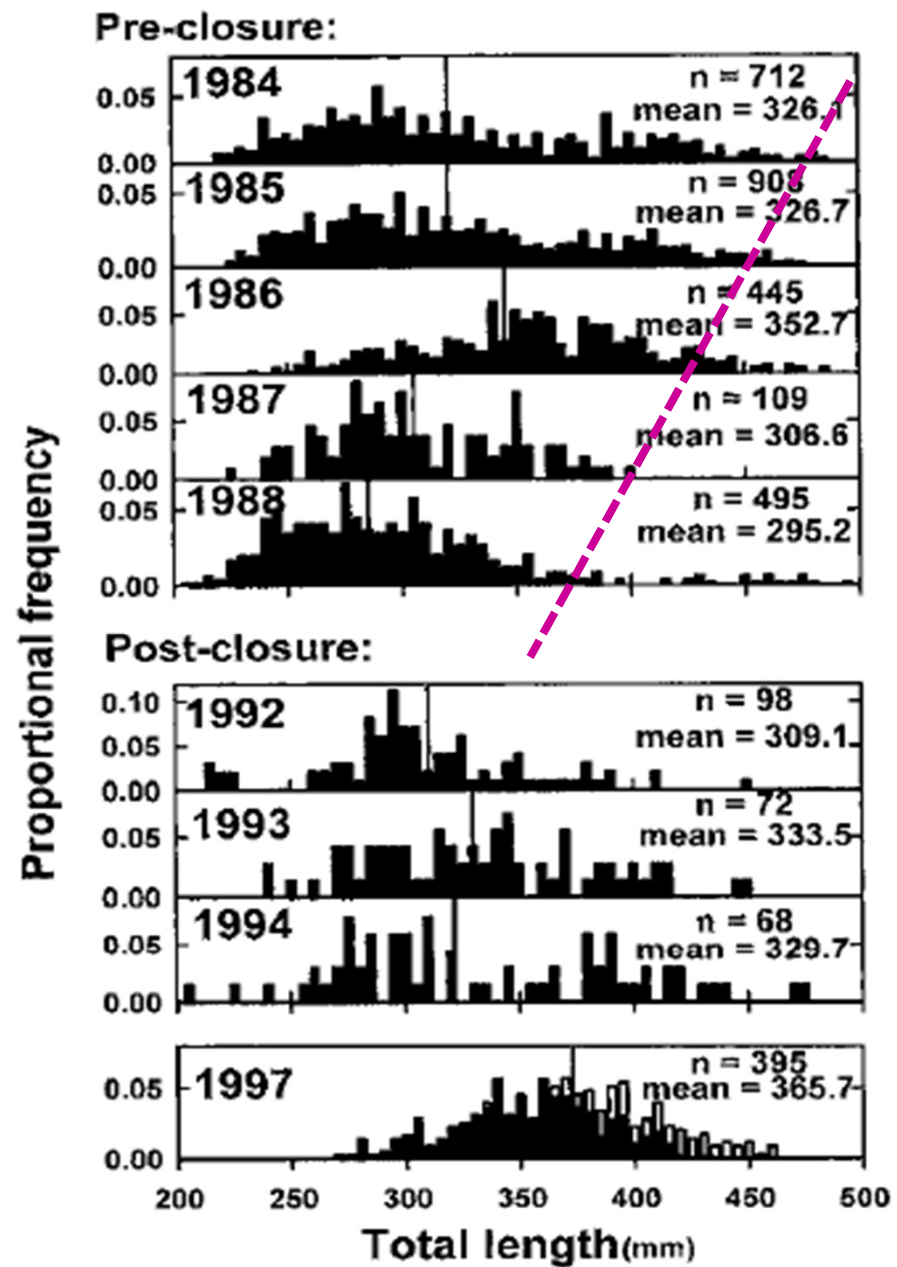 Pre-closure:
1984
n = 712
mean = 326.1
0.05
0.00
1985
n = 908
mean = 326.7
0.05
0.00
1986
n = 445
mean = 352.7
0.05
0.00
1987
n = 109
mean = 306.6
0.05
0.00
1988
n = 495
mean = 295.2
0.05
0.00
Proportional frequency
Post-closure:
1992
n = 98
mean = 309.1
0.10
0.05
0.00
1993
n = 72
mean = 333.5
0.05
0.00
1994
n = 68
mean = 329.7
0.05
0.00
1997
n = 395
mean = 365.7
0.05
0.00
200 250 300 350 400 450 500
Total length (mm)